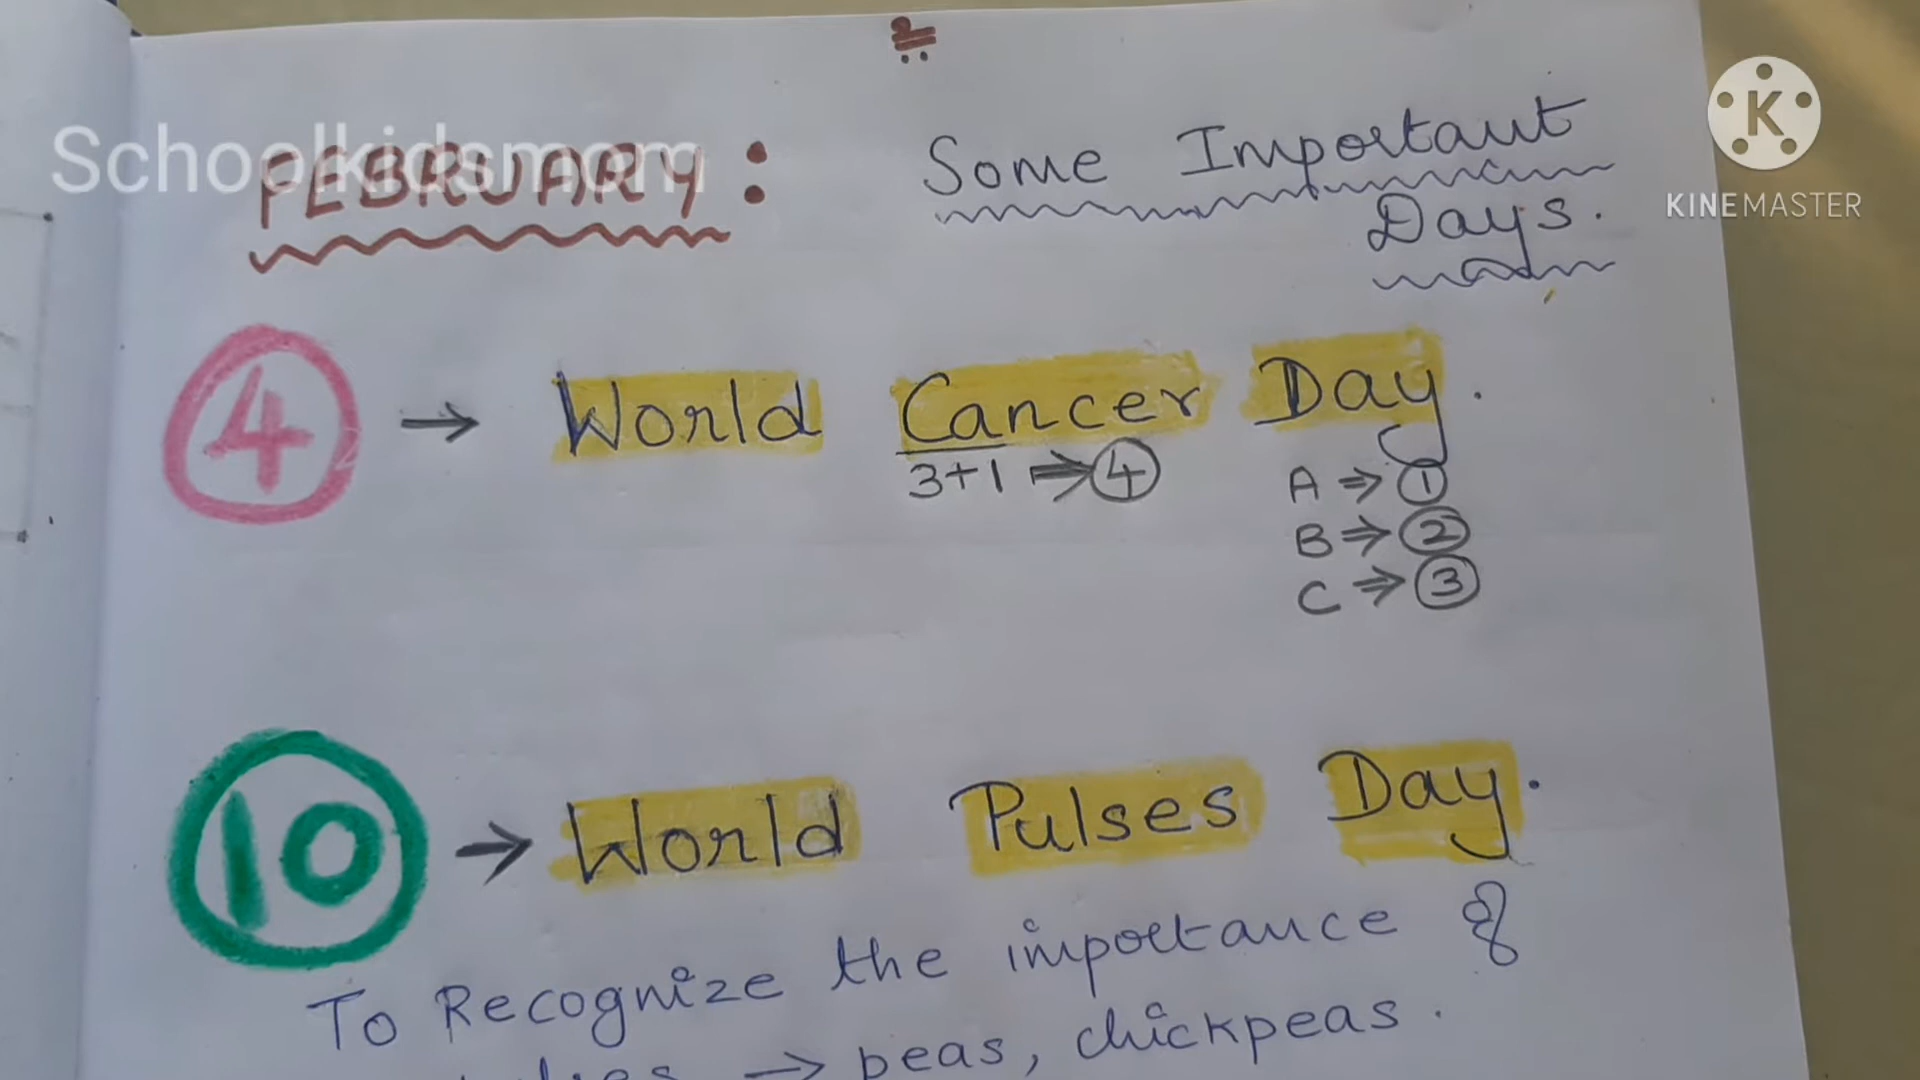 Schoolkidsmom
FEBRUARY : Some Important
Days.
K
KINEMASTER
4 → World Cancer Day.
3+1 ⇒ 4
A ⇒ 1
B ⇒ 2
C ⇒ 3
10 → World Pulses Day.
To Recognize the importance of
→ peas, chickpeas.